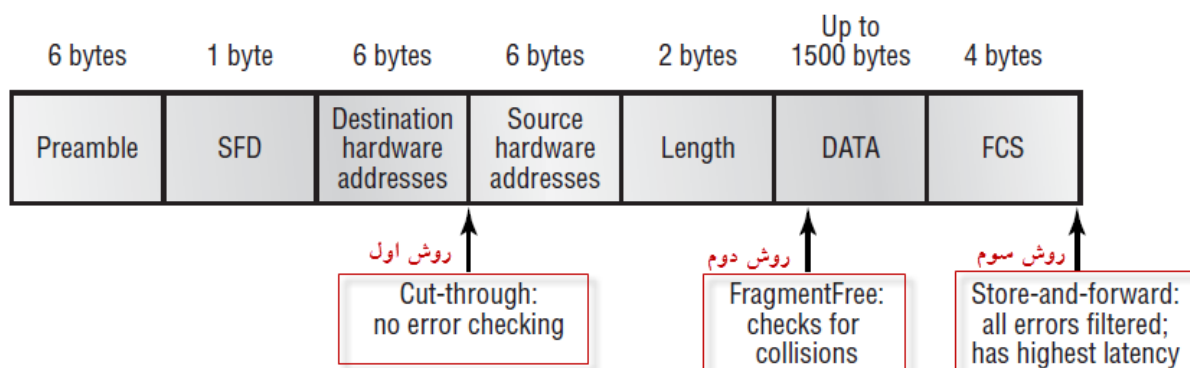 6 bytes
1 byte
6 bytes
6 bytes
2 bytes
Up to
1500 bytes
4 bytes
Preamble
SFD
Destination
hardware
addresses
Source
hardware
addresses
Length
DATA
FCS
روش اول
Cut-through:
no error checking
روش دوم
FragmentFree:
checks for
collisions
روش سوم
Store-and-forward:
all errors filtered;
has highest latency